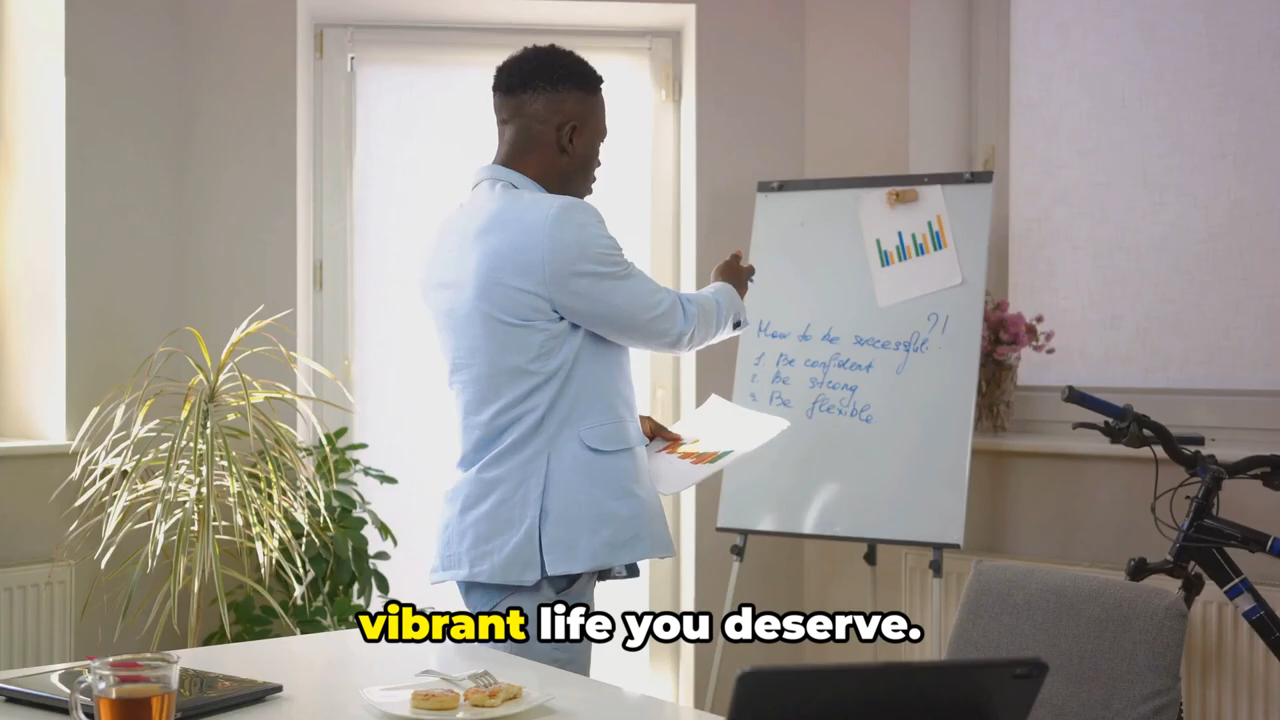 How to be successful ?!
1. Be confident
2. Be strong
3. Be flexible
vibrant life you deserve.